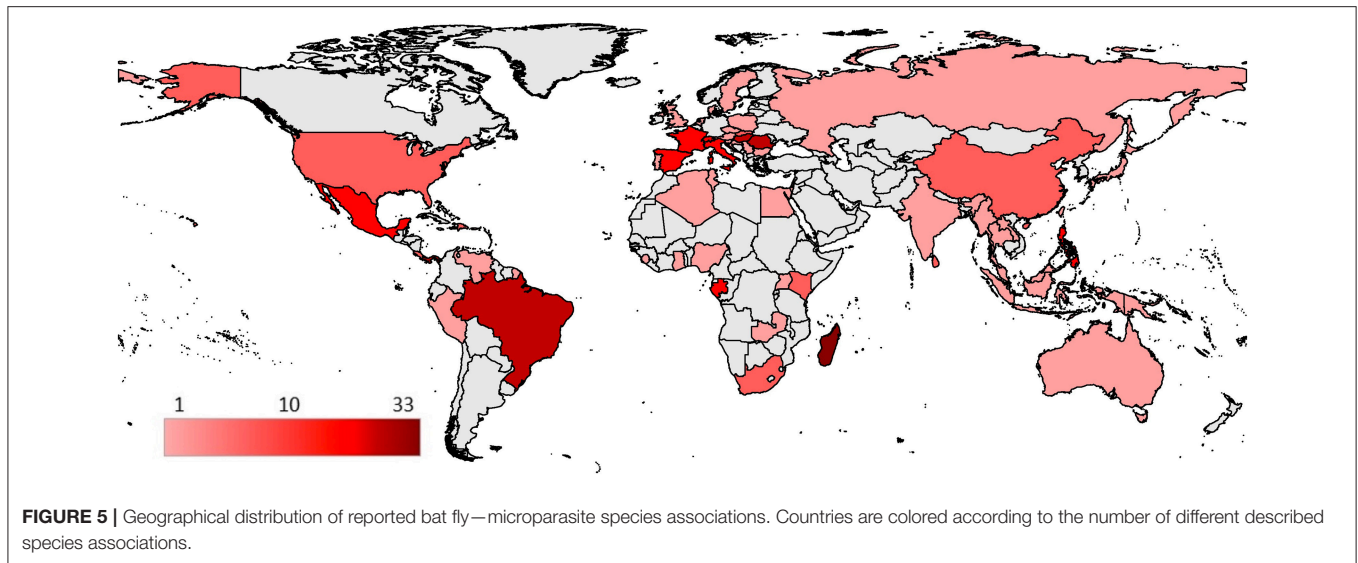 1 10 33
FIGURE 5 | Geographical distribution of reported bat fly—microparasite species associations. Countries are colored according to the number of different described
species associations.